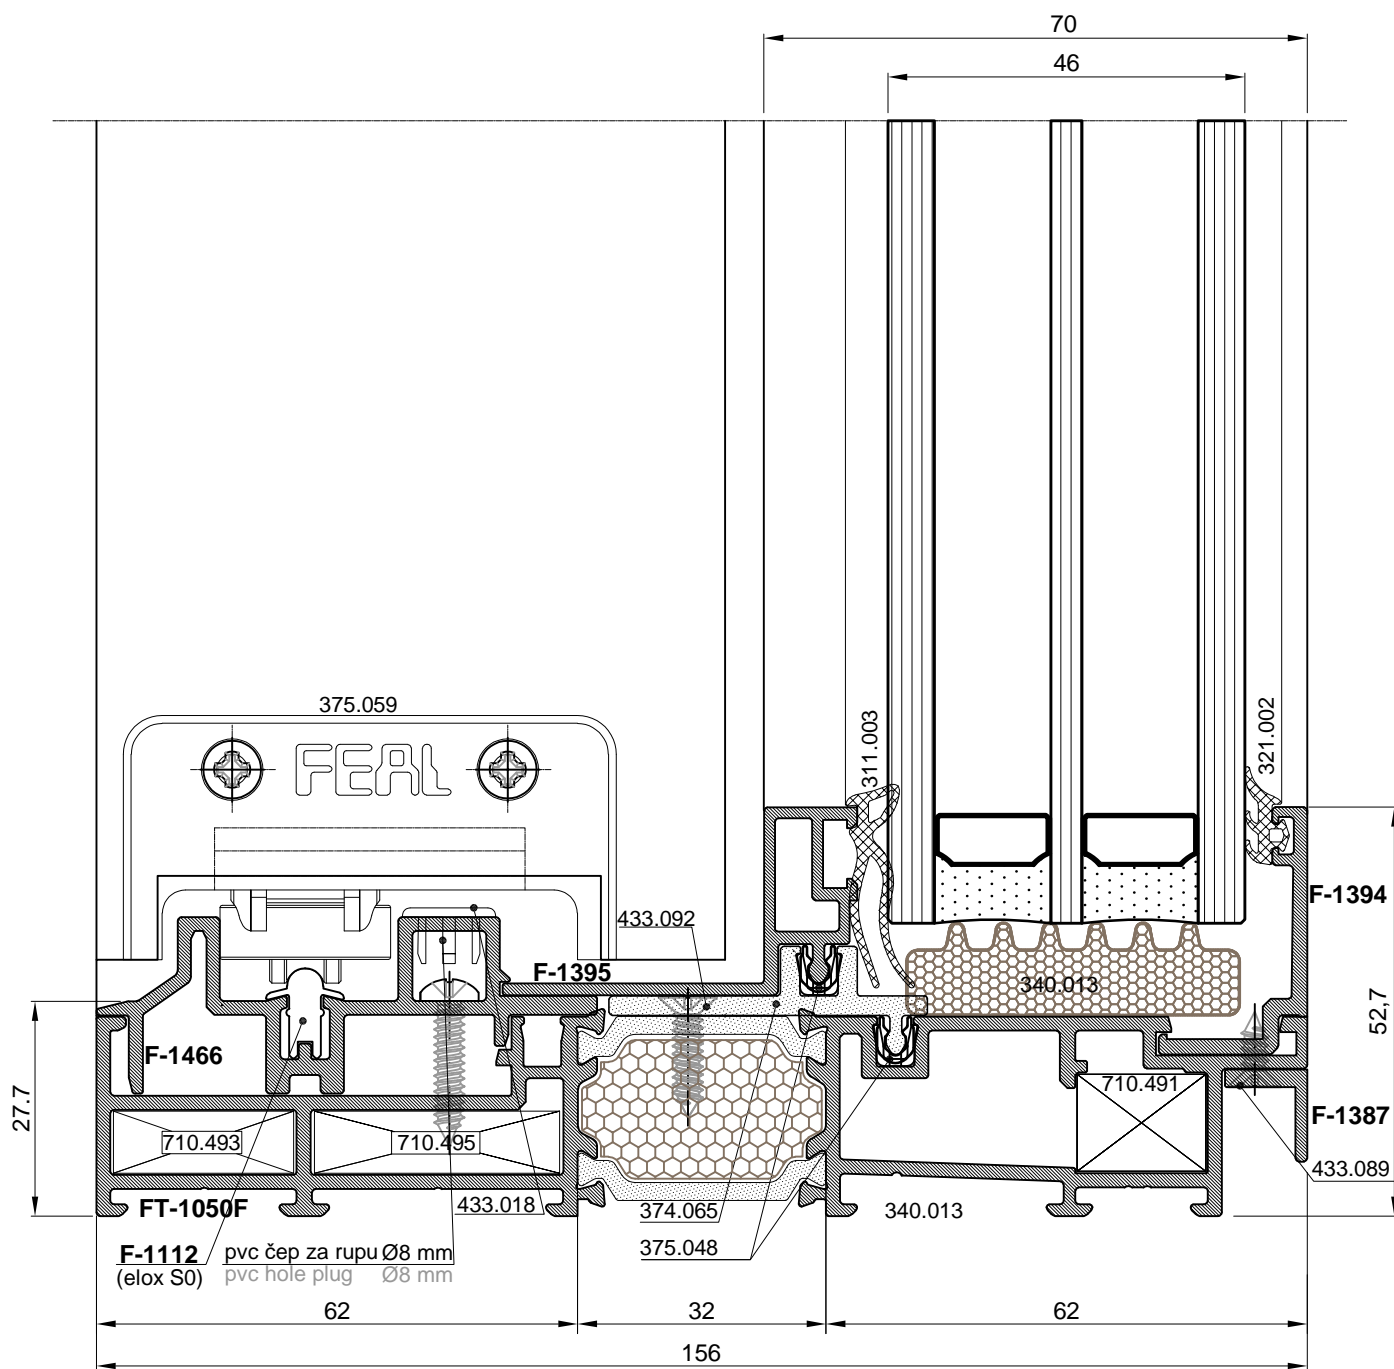 70
46
375.059
FEAL
311.003
321.002
F-1394
433.092
F-1395
340.013
52,7
F-1466
27.7
710.491
F-1387
710.493
710.495
433.089
FT-1050F
433.018
374.065
340.013
375.048
F-1112
(elox S0)
pvc čep za rupu Ø8 mm
pvc hole plug Ø8 mm
62
32
62
156